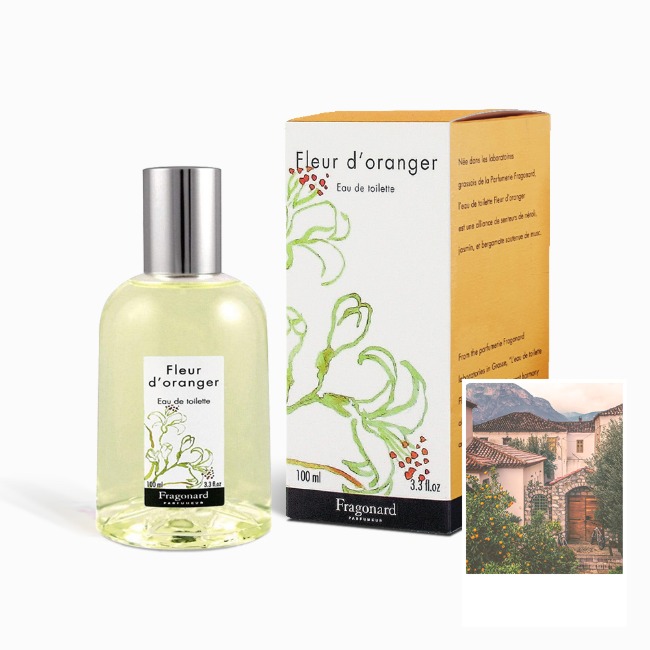 Fleur
d'oranger
Eau de toilette
100 ml
3.3 fl.oz
Fragonard
PARFUMEUR
Fleur d'oranger
Eau de toilette
100 ml
3.3 fl.oz
Fragonard
PARFUMEUR
Née dans les laboratoires
grassois de la Parfumerie Fragonard,
l'eau de toilette Fleur d'oranger
est une alliance de senteurs de néroli,
jasmin, et bergamote soutenue de musc.
From the parfumerie Fragonard
laboratories in Grasse, "L'eau de toilette
harmony